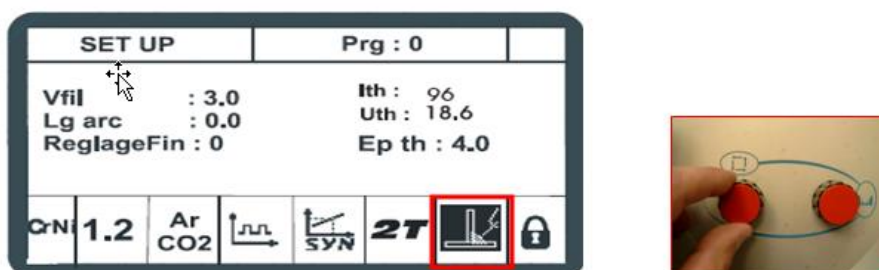 SET UP
Prg : 0
Vfil : 3.0
Lg arc : 0.0
ReglageFin : 0
Ith : 96
Uth : 18.6
Ep th : 4.0
CrNi
1.2
Ar
CO2
SYN
2T